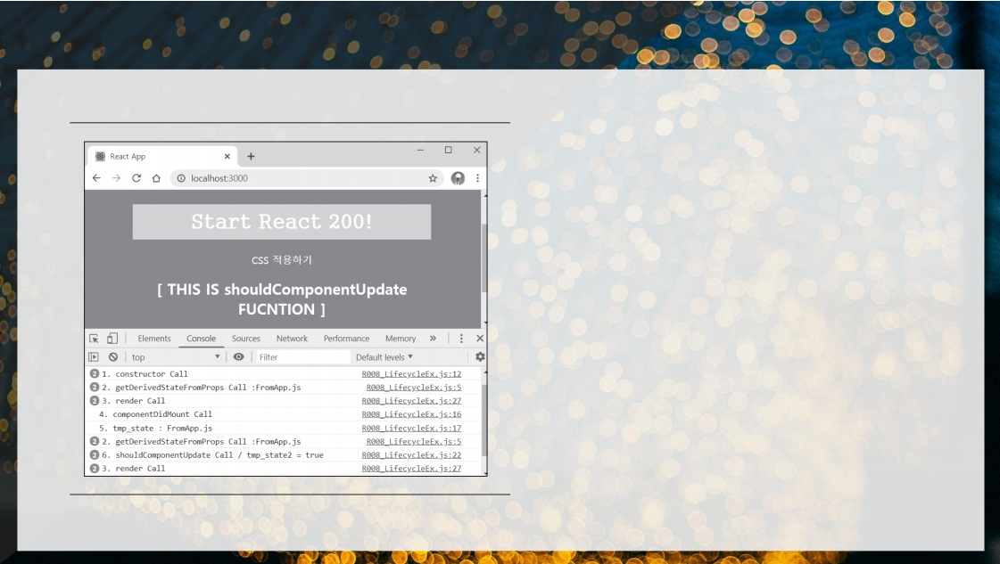 React App
localhost:3000
Start React 200!
CSS 적용하기
[ THIS IS shouldComponentUpdate
FUCNTION ]
Elements Console Sources Network Performance Memory »
top Filter Default levels ▼
2 1. constructor Call R008_LifecycleEx.js:12
2 2. getDerivedStateFromProps Call :FromApp.js R008_LifecycleEx.js:5
2 3. render Call R008_LifecycleEx.js:27
4. componentDidMount Call R008_LifecycleEx.js:16
5. tmp_state : FromApp.js R008_LifecycleEx.js:17
2 2. getDerivedStateFromProps Call :FromApp.js R008_LifecycleEx.js:5
2 6. shouldComponentUpdate Call / tmp_state2 = true R008_LifecycleEx.js:22
2 3. render Call R008_LifecycleEx.js:27